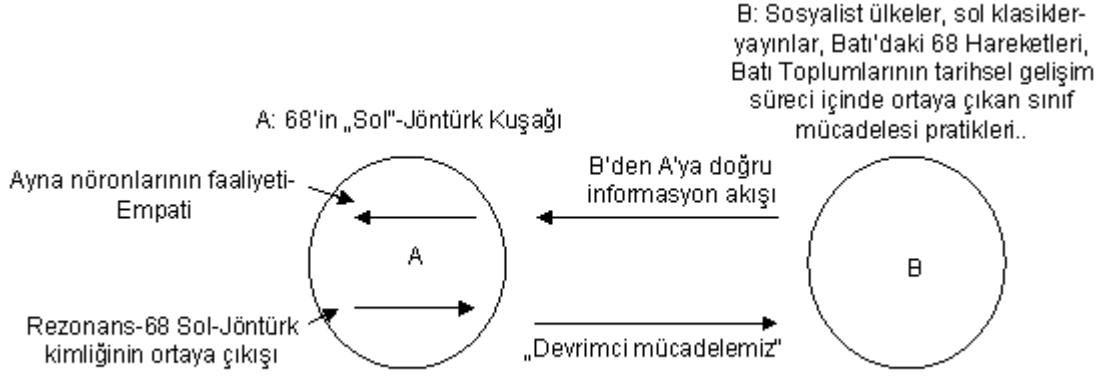 B: Sosyalist ülkeler, sol klasikler-
yayınlar, Batı'daki 68 Hareketleri,
Batı Toplumlarının tarihsel gelişim
süreci içinde ortaya çıkan sınıf
mücadelesi pratikleri..
A: 68'in „Sol"-Jöntürk Kuşağı
Ayna nöronlarının faaliyeti-
Empati
B'den A'ya doğru
informasyon akışı
A
B
Rezonans-68 Sol-Jöntürk
kimliğinin ortaya çıkışı
„Devrimci mücadelemiz"